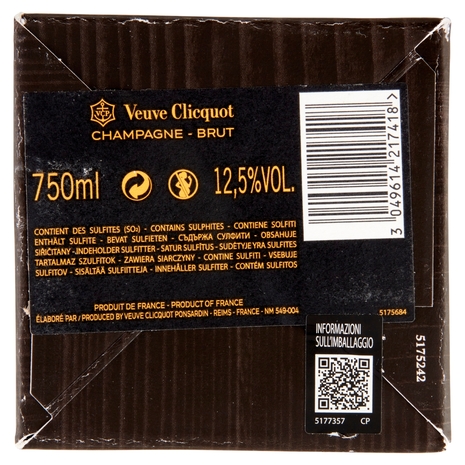 VCP
Veuve Clicquot
CHAMPAGNE - BRUT
750ml 12,5%VOL.
CONTIENT DES SULFITES (SO₂) - CONTAINS SULPHITES - CONTIENE SOLFITI
ENTHÄLT SULFITE - BEVAT SULFIETEN - СЪДЪРЖА СУЛФИТИ - OBSAHUJE
SIŘIČITANY - INDEHOLDER SULFITTER - SATUR SULFĪTUS - SUDĖTYJE YRA SULFITES
TARTALMAZ SZULFITOK - ZAWIERA SIARCZYNY - CONTINE SULFITI - VSEBUJE
SULFITOV - SISÄLTÄÄ SULFIITTEJA - INNEHÅLLER SULFITER - CONTÉM SULFITOS
PRODUIT DE FRANCE - PRODUCT OF FRANCE
ÉLABORÉ PAR / PRODUCED BY VEUVE CLICQUOT PONSARDIN - REIMS - FRANCE - NM 549-004
5175684
3 049614 217418 >
INFORMAZIONI
SULL'IMBALLAGGIO
5177357 CP
5175242